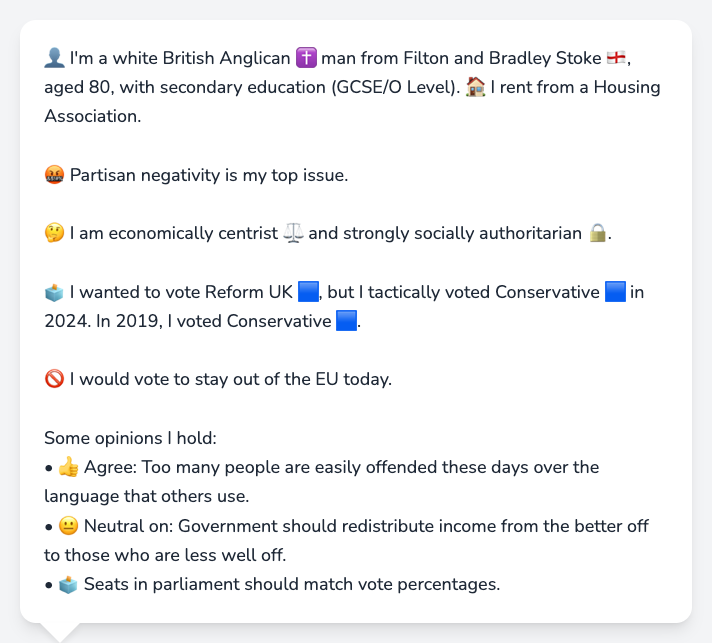 👤 I'm a white British Anglican ✝️ man from Filton and Bradley Stoke 🏴󠁧󠁢󠁥󠁮󠁧󠁿,
aged 80, with secondary education (GCSE/O Level). 🏠 I rent from a Housing
Association.
🤬 Partisan negativity is my top issue.
🤔 I am economically centrist ⚖️ and strongly socially authoritarian 🔒.
🗳️ I wanted to vote Reform UK 🟦, but I tactically voted Conservative 🟦 in
2024. In 2019, I voted Conservative 🟦.
🚫 I would vote to stay out of the EU today.
Some opinions I hold:
• 👍 Agree: Too many people are easily offended these days over the
language that others use.
• 😐 Neutral on: Government should redistribute income from the better off
to those who are less well off.
• 🗳️ Seats in parliament should match vote percentages.